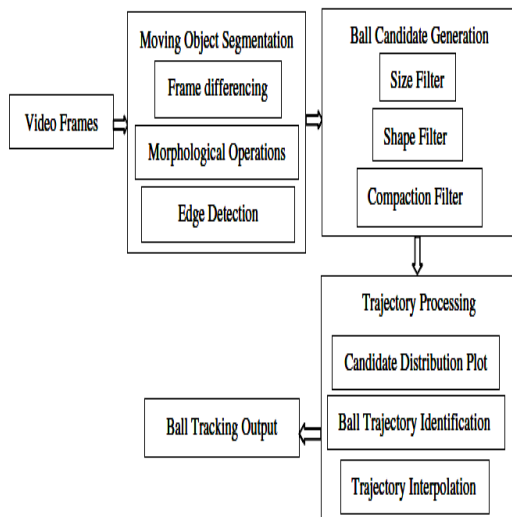 Video Frames
Moving Object Segmentation
Frame differencing
Morphological Operations
Edge Detection
Ball Candidate Generation
Size Filter
Shape Filter
Compaction Filter
Trajectory Processing
Candidate Distribution Plot
Ball Trajectory Identification
Trajectory Interpolation
Ball Tracking Output